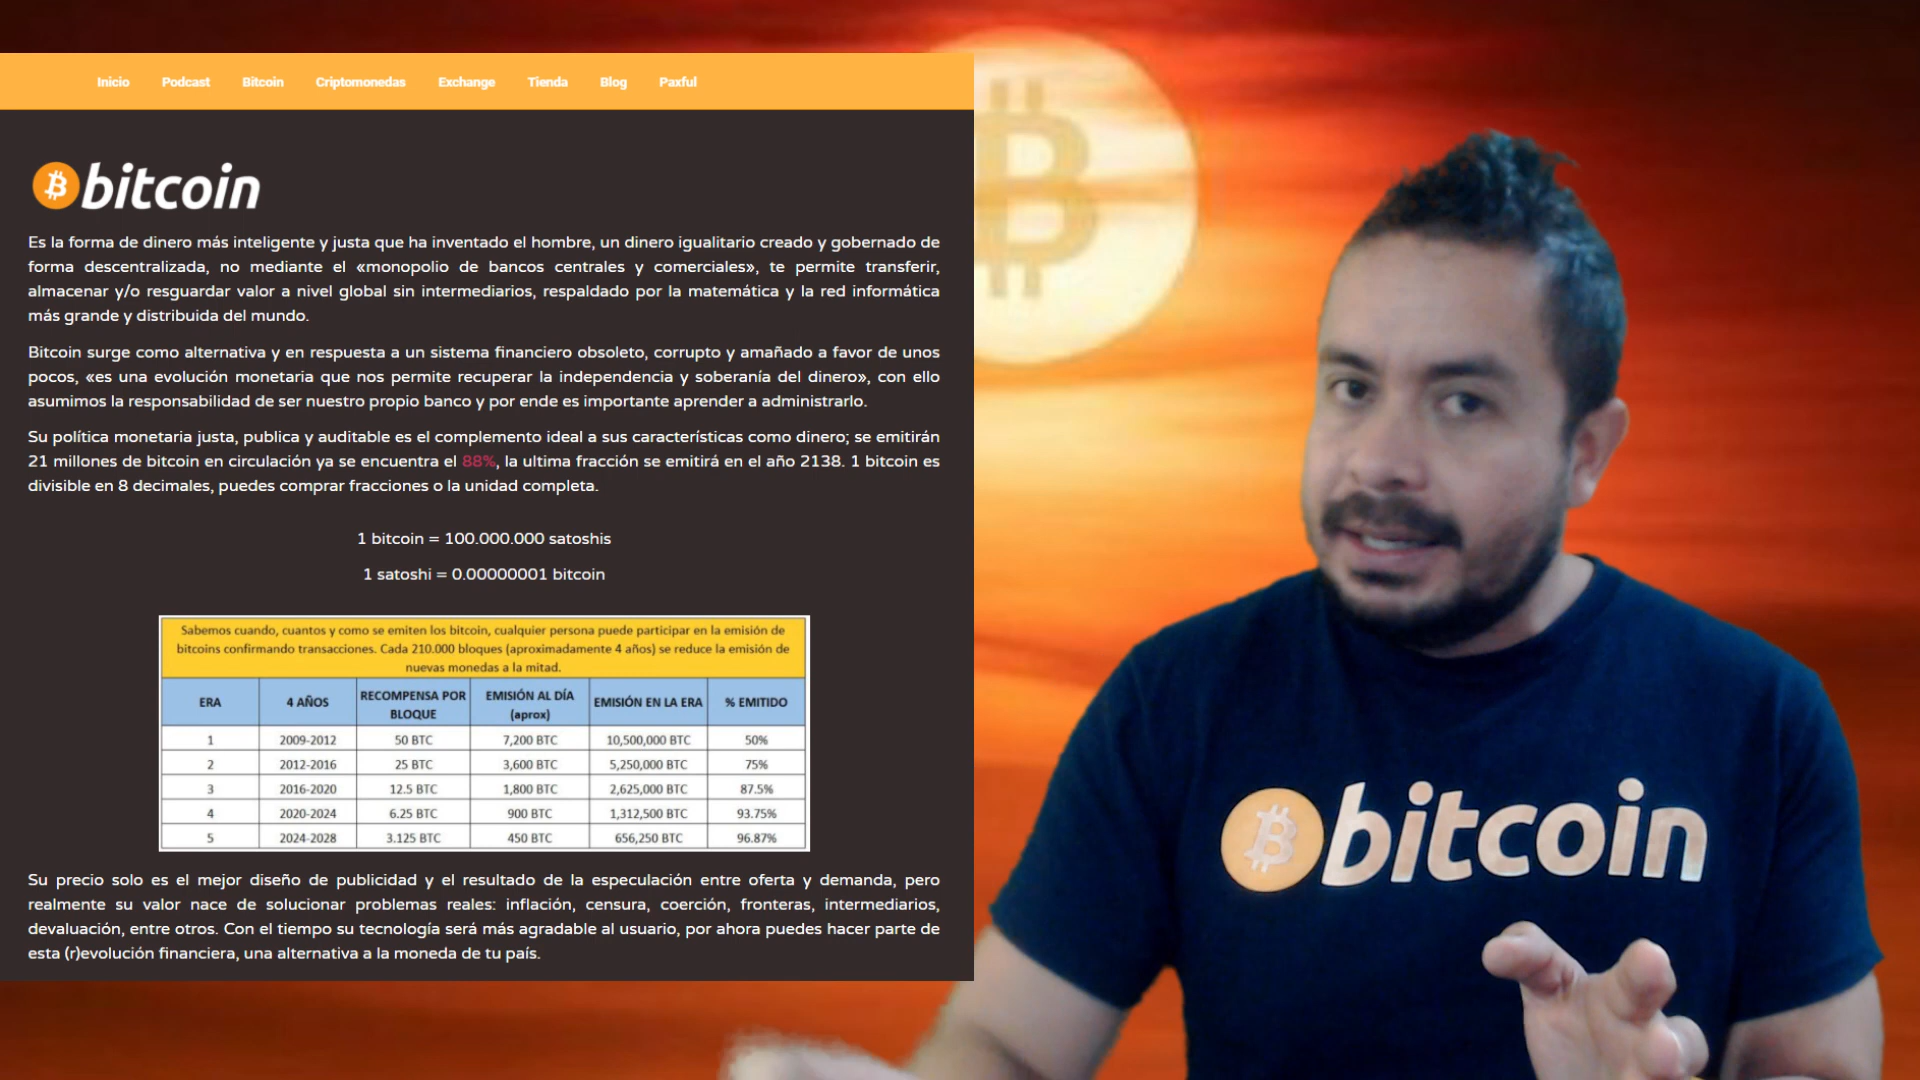 Inicio Podcast Bitcoin Criptomonedas Exchange Tienda Blog Paxful
bitcoin
Es la forma de dinero más inteligente y justa que ha inventado el hombre, un dinero igualitario creado y gobernado de
forma descentralizada, no mediante el «monopolio de bancos centrales y comerciales», te permite transferir,
almacenar y/o resguardar valor a nivel global sin intermediarios, respaldado por la matemática y la red informática
más grande y distribuida del mundo.
Bitcoin surge como alternativa y en respuesta a un sistema financiero obsoleto, corrupto y amañado a favor de unos
pocos, «es una evolución monetaria que nos permite recuperar la independencia y soberanía del dinero», con ello
asumimos la responsabilidad de ser nuestro propio banco y por ende es importante aprender a administrarlo.
Su política monetaria justa, publica y auditable es el complemento ideal a sus características como dinero; se emitirán
21 millones de bitcoin en circulación ya se encuentra el 88%, la ultima fracción se emitirá en el año 2138. 1 bitcoin es
divisible en 8 decimales, puedes comprar fracciones o la unidad completa.
1 bitcoin = 100.000.000 satoshis
1 satoshi = 0.00000001 bitcoin
Sabemos cuando, cuantos y como se emiten los bitcoin, cualquier persona puede participar en la emisión de
bitcoins confirmando transacciones. Cada 210.000 bloques (aproximadamente 4 años) se reduce la emisión de
nuevas monedas a la mitad.
ERA 4 AÑOS RECOMPENSA POR BLOQUE EMISIÓN AL DÍA (aprox) EMISIÓN EN LA ERA % EMITIDO
1 2009-2012 50 BTC 7,200 BTC 10,500,000 BTC 50%
2 2012-2016 25 BTC 3,600 BTC 5,250,000 BTC 75%
3 2016-2020 12.5 BTC 1,800 BTC 2,625,000 BTC 87.5%
4 2020-2024 6.25 BTC 900 BTC 1,312,500 BTC 93.75%
5 2024-2028 3.125 BTC 450 BTC 656,250 BTC 96.87%
Su precio solo es el mejor diseño de publicidad y el resultado de la especulación entre oferta y demanda, pero
realmente su valor nace de solucionar problemas reales: inflación, censura, coerción, fronteras, intermediarios,
devaluación, entre otros. Con el tiempo su tecnología será más agradable al usuario, por ahora puedes hacer parte de
esta (r)evolución financiera, una alternativa a la moneda de tu país.
bitcoin